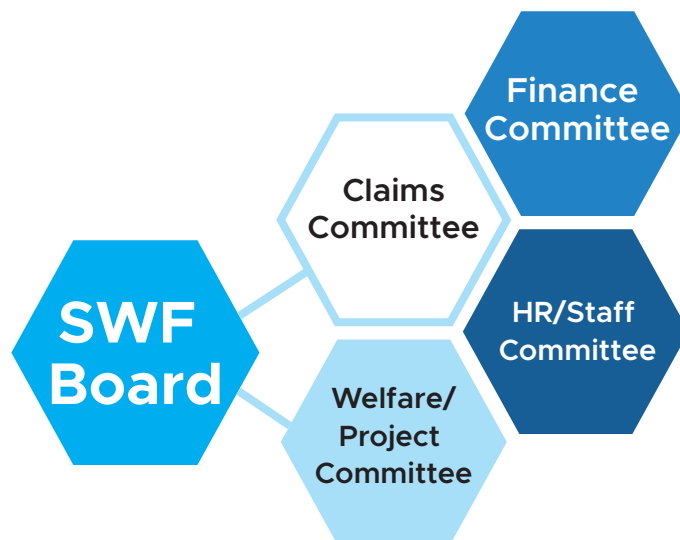 SWF
Board
Claims
Committee
Welfare/
Project
Committee
Finance
Committee
HR/Staff
Committee